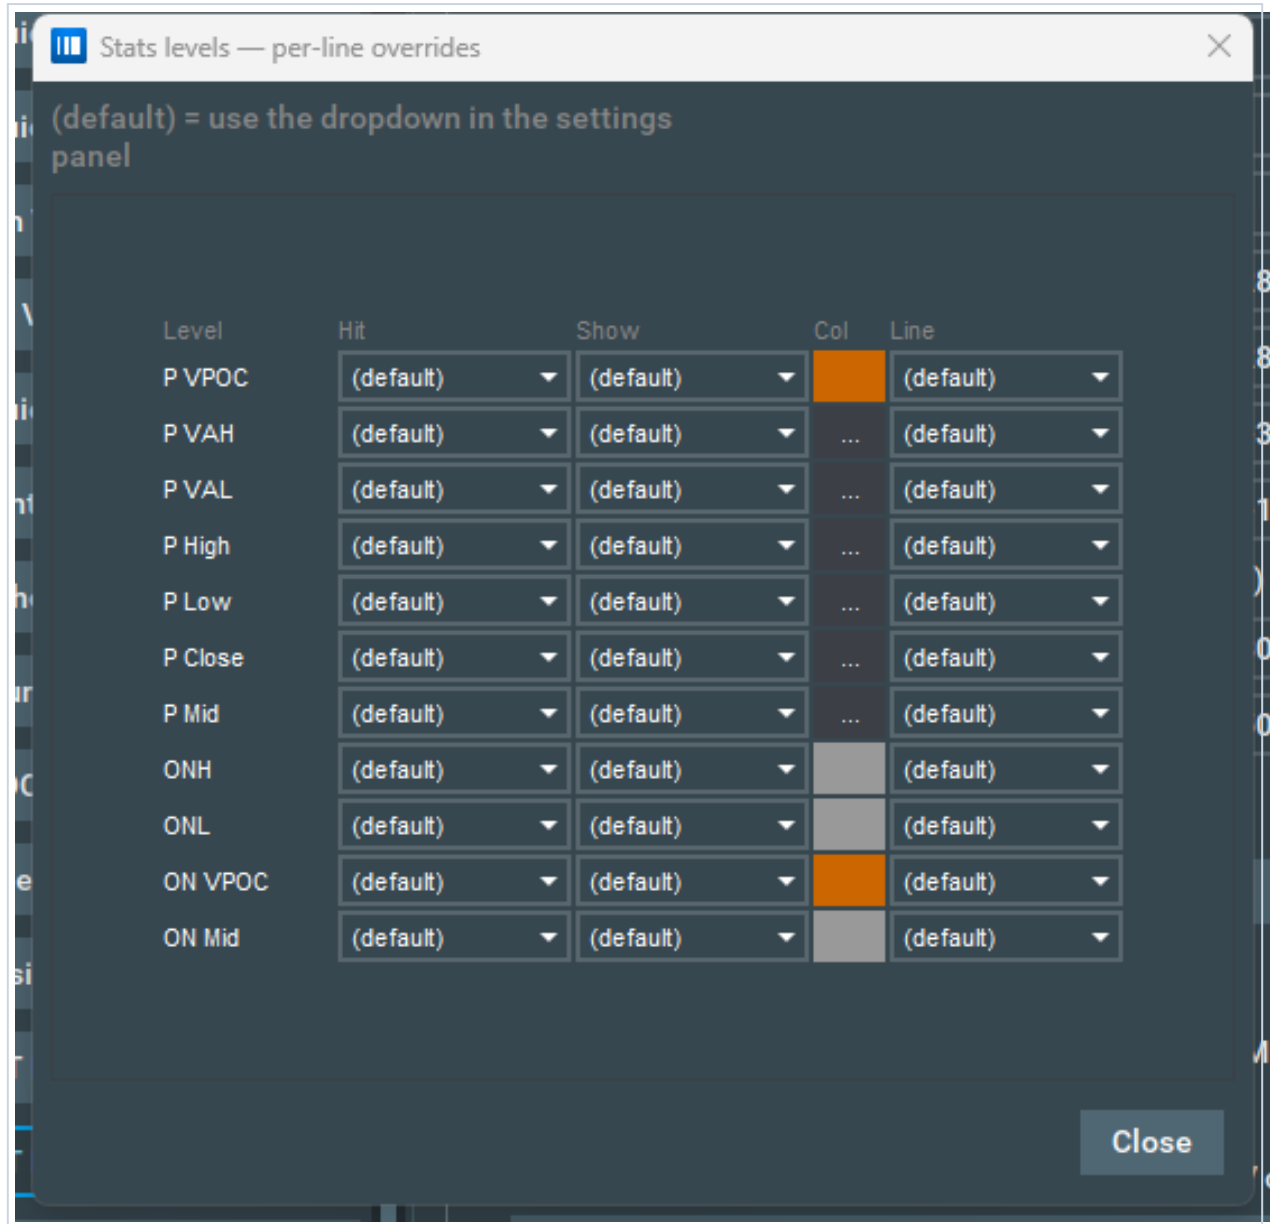 Stats levels — per-line overrides
(default) = use the dropdown in the settings
panel
Level Hit Show Col Line
P VPOC (default) (default) (default)
P VAH (default) (default) ... (default)
P VAL (default) (default) ... (default)
P High (default) (default) ... (default)
P Low (default) (default) ... (default)
P Close (default) (default) ... (default)
P Mid (default) (default) ... (default)
ONH (default) (default) (default)
ONL (default) (default) (default)
ON VPOC (default) (default) (default)
ON Mid (default) (default) (default)
Close